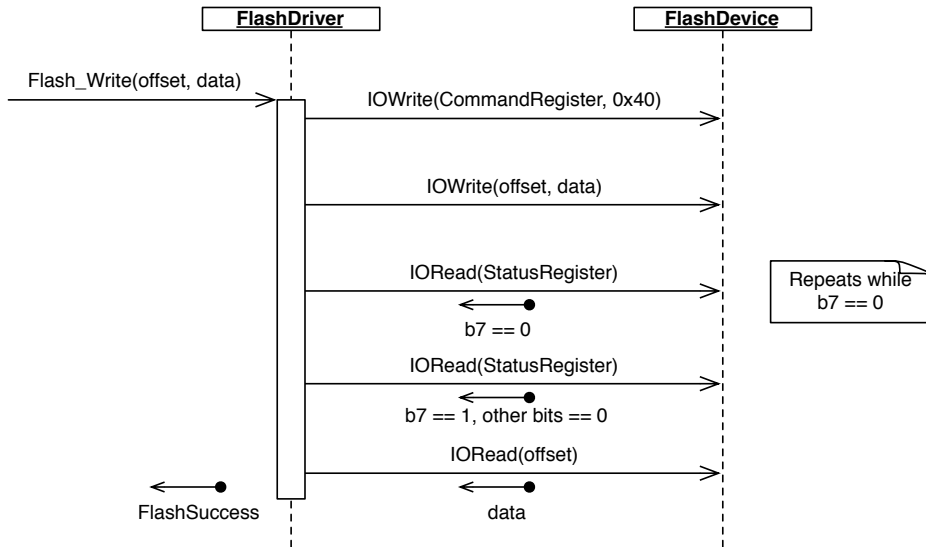 FlashDriver
FlashDevice
Flash_Write(offset, data)
IOWrite(CommandRegister, 0x40)
IOWrite(offset, data)
IORead(StatusRegister)
Repeats while
b7 == 0
b7 == 0
IORead(StatusRegister)
b7 == 1, other bits == 0
IORead(offset)
FlashSuccess
data